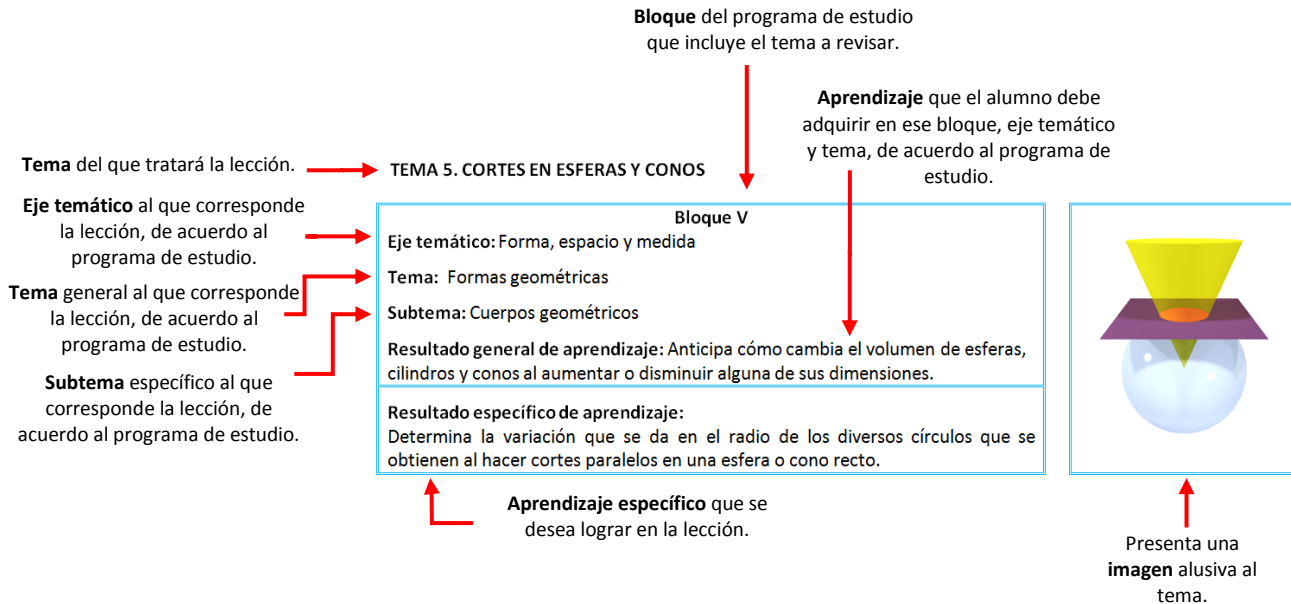 Bloque del programa de estudio
que incluye el tema a revisar.
Aprendizaje que el alumno debe
adquirir en ese bloque, eje temático
y tema, de acuerdo al programa de
estudio.
Tema del que tratará la lección.
TEMA 5. CORTES EN ESFERAS Y CONOS
Eje temático al que corresponde
la lección, de acuerdo al
programa de estudio.
Tema general al que corresponde
la lección, de acuerdo al
programa de estudio.
Subtema específico al que
corresponde la lección, de
acuerdo al programa de estudio.
Bloque V
Eje temático: Forma, espacio y medida
Tema: Formas geométricas
Subtema: Cuerpos geométricos
Resultado general de aprendizaje: Anticipa cómo cambia el volumen de esferas,
cilindros y conos al aumentar o disminuir alguna de sus dimensiones.
Resultado específico de aprendizaje:
Determina la variación que se da en el radio de los diversos círculos que se
obtienen al hacer cortes paralelos en una esfera o cono recto.
Aprendizaje específico que se
desea lograr en la lección.
Presenta una
imagen alusiva al
tema.